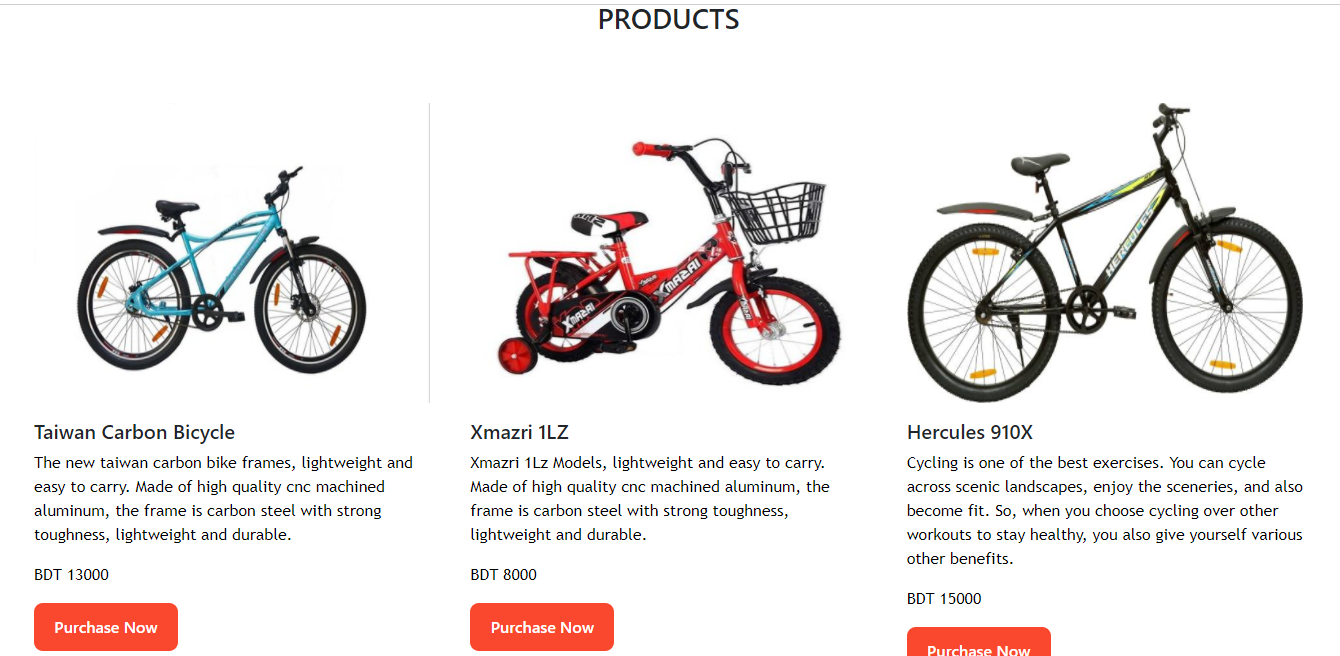 PRODUCTS
XMAZRI
XMAZRI
HERCULES
Taiwan Carbon Bicycle
The new taiwan carbon bike frames, lightweight and
easy to carry. Made of high quality cnc machined
aluminum, the frame is carbon steel with strong
toughness, lightweight and durable.
BDT 13000
Purchase Now
Xmazri 1LZ
Xmazri 1Lz Models, lightweight and easy to carry.
Made of high quality cnc machined aluminum, the
frame is carbon steel with strong toughness,
lightweight and durable.
BDT 8000
Purchase Now
Hercules 910X
Cycling is one of the best exercises. You can cycle
across scenic landscapes, enjoy the sceneries, and also
become fit. So, when you choose cycling over other
workouts to stay healthy, you also give yourself various
other benefits.
BDT 15000
Purchase Now